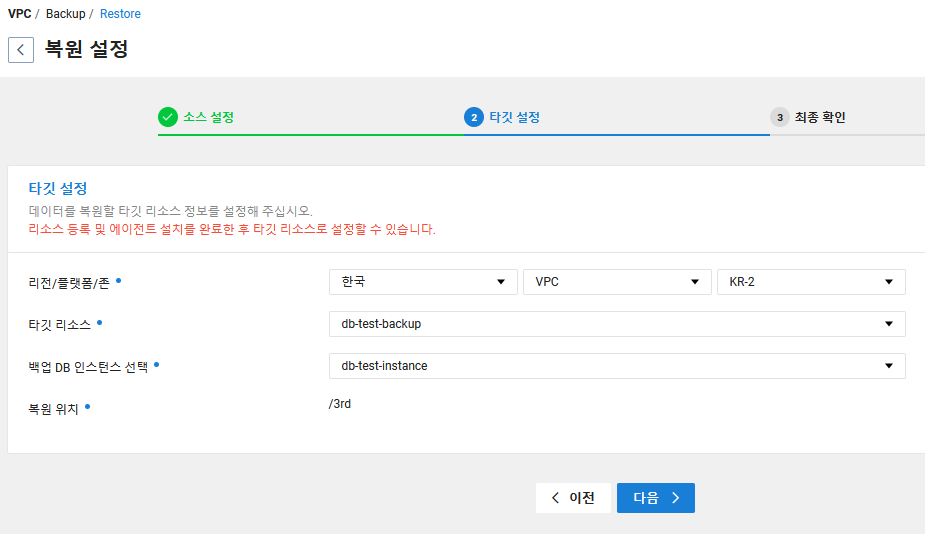 VPC / Backup / Restore
복원 설정
소스 설정
2 타깃 설정
3 최종 확인
타깃 설정
데이터를 복원할 타깃 리소스 정보를 설정해 주십시오.
리소스 등록 및 에이전트 설치를 완료한 후 타깃 리소스로 설정할 수 있습니다.
리전/플랫폼/존 한국 VPC KR-2
타깃 리소스 db-test-backup
백업 DB 인스턴스 선택 db-test-instance
복원 위치 /3rd
이전 다음